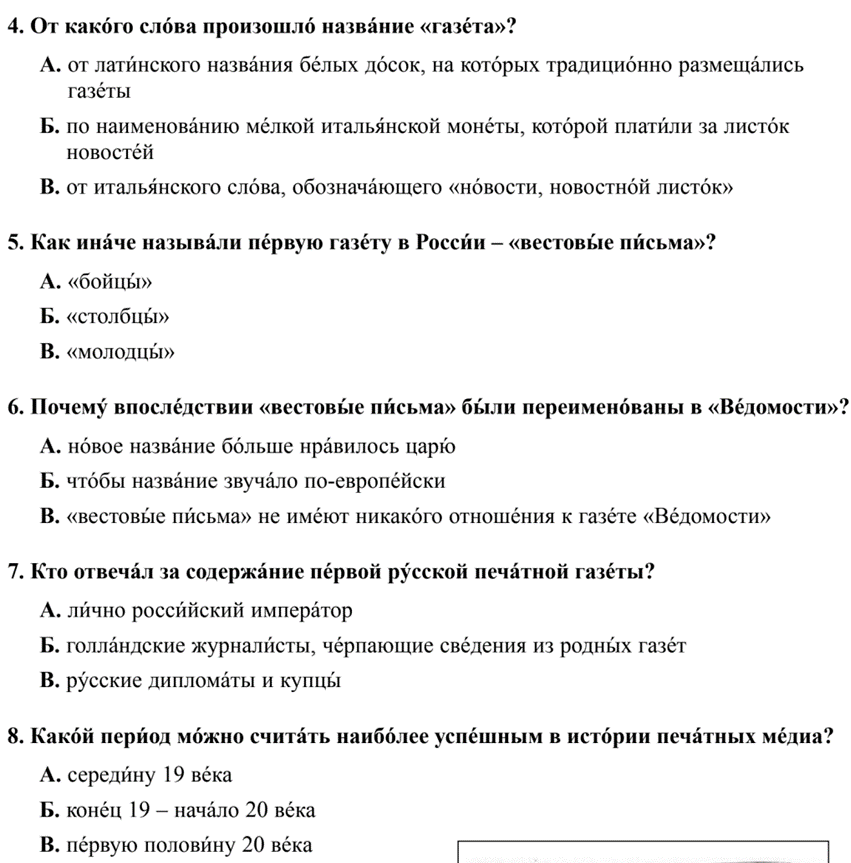 4. От како́го сло́ва произошло́ назва́ние «газе́та»?
А. от лати́нского назва́ния бе́лых до́сок, на кото́рых традицио́нно размеща́лись
газе́ты
Б. по наименова́нию ме́лкой италья́нской моне́ты, кото́рой плати́ли за листо́к
новосте́й
В. от италья́нского сло́ва, обознача́ющего «но́вости, новостно́й листо́к»
5. Как ина́че называ́ли пе́рвую газе́ту в Росси́и – «вестовы́е пи́сьма»?
А. «бойцы́»
Б. «столбцы́»
В. «молодцы́»
6. Почему́ впосле́дствии «вестовы́е пи́сьма» бы́ли переимено́ваны в «Ве́домости»?
А. но́вое назва́ние бо́льше нра́вилось царю́
Б. что́бы назва́ние звуча́ло по-европе́йски
В. «вестовы́е пи́сьма» не име́ют никако́го отноше́ния к газе́те «Ве́домости»
7. Кто отвеча́л за содержа́ние пе́рвой ру́сской печа́тной газе́ты?
А. ли́чно росси́йский импера́тор
Б. голла́ндские журнали́сты, че́рпающие све́дения из родны́х газе́т
В. ру́сские диплома́ты и купцы́
8. Како́й пери́од мо́жно счита́ть наибо́лее успе́шным в исто́рии печа́тных ме́диа?
А. середи́ну 19 ве́ка
Б. коне́ц 19 – нача́ло 20 ве́ка
В. пе́рвую полови́ну 20 ве́ка